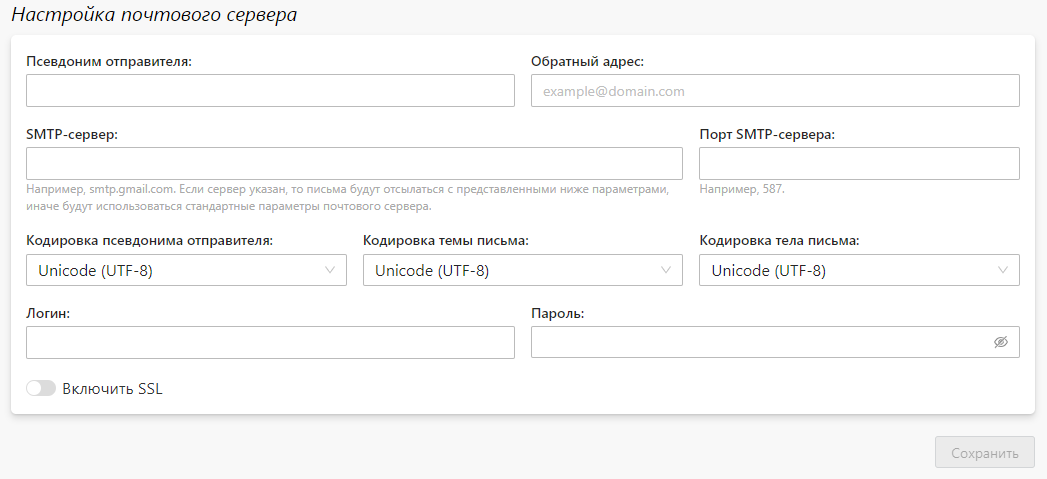 Настройка почтового сервера
Псевдоним отправителя:
Обратный адрес:
example@domain.com
SMTP-сервер:
Порт SMTP-сервера:
Например, smtp.gmail.com. Если сервер указан, то письма будут отсылаться с представленными ниже параметрами,
иначе будут использоваться стандартные параметры почтового сервера.
Например, 587.
Кодировка псевдонима отправителя:
Кодировка темы письма:
Кодировка тела письма:
Unicode (UTF-8)
Unicode (UTF-8)
Unicode (UTF-8)
Логин:
Пароль:
Включить SSL
Сохранить